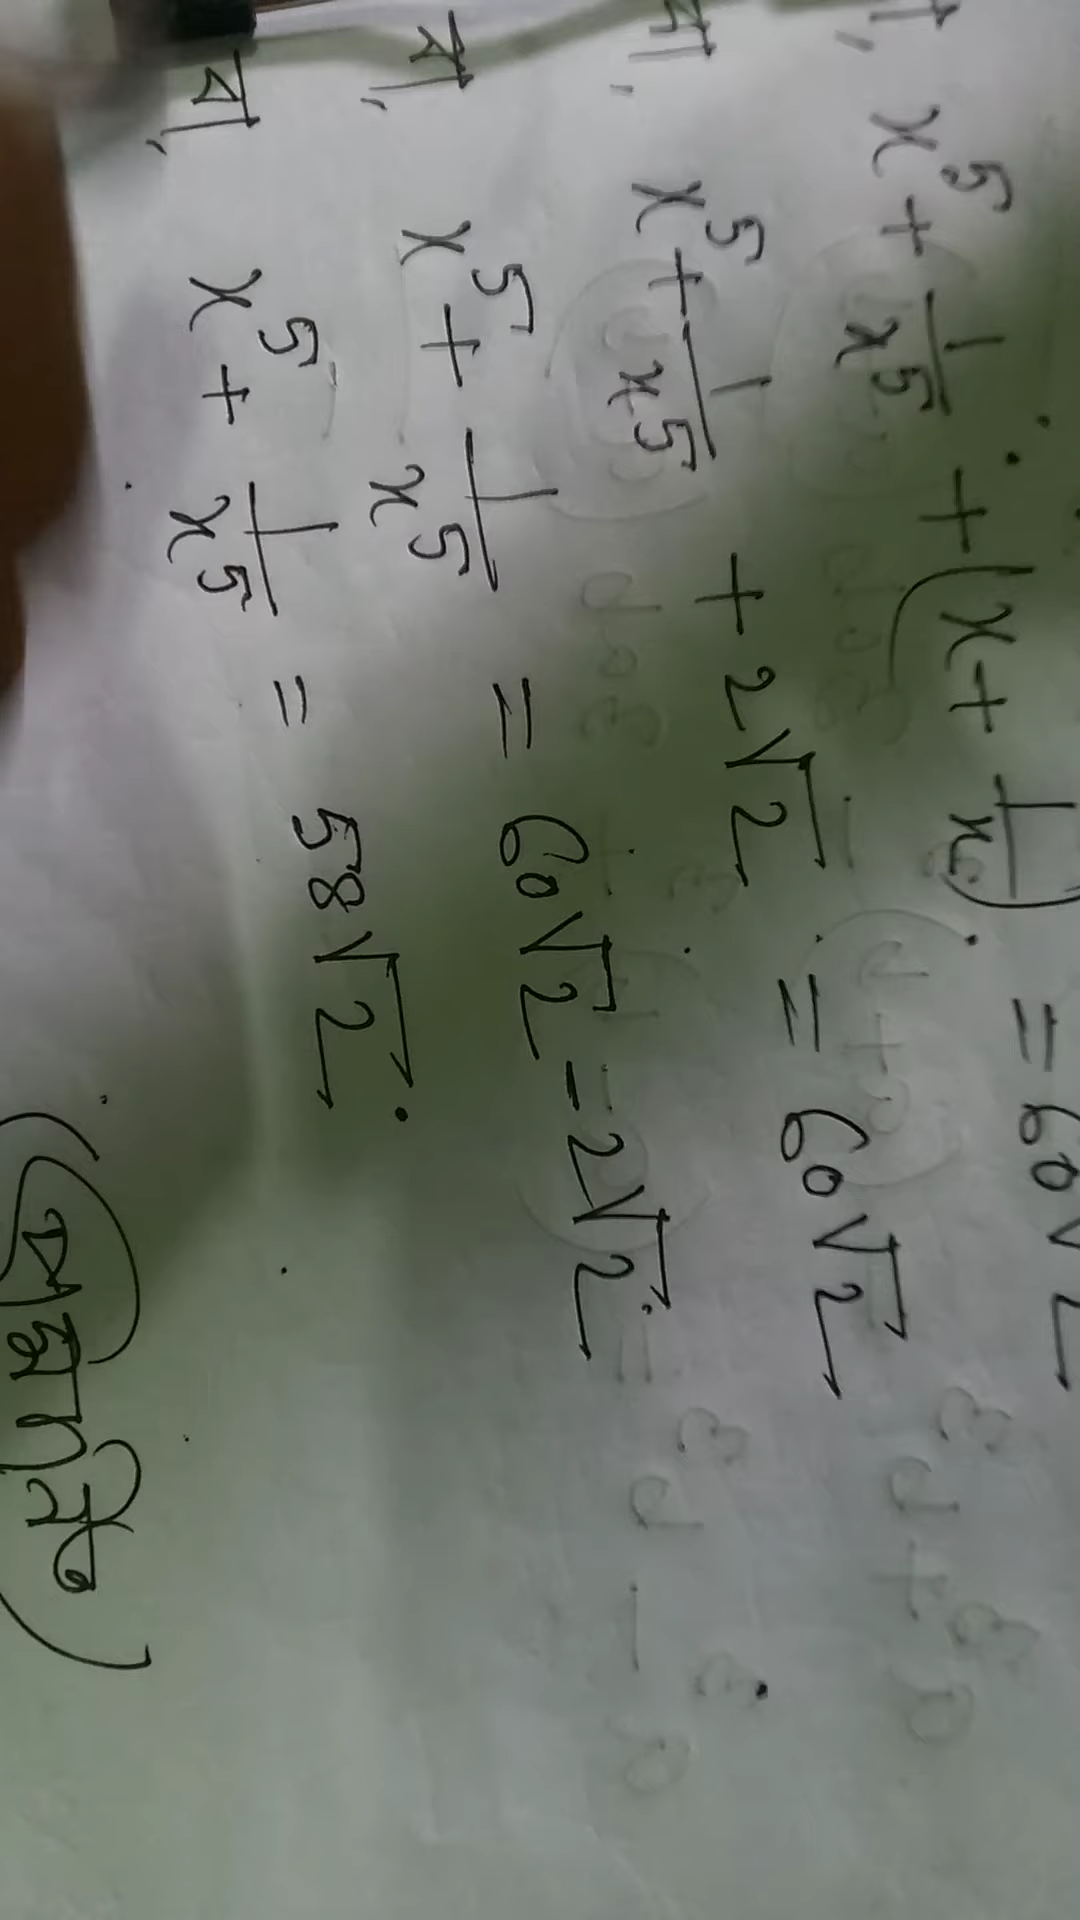 বা, x⁵ + 1/x⁵ + (x + 1/x) = 60√2
বা, x⁵ + 1/x⁵ + 2√2 = 60√2
বা, x⁵ + 1/x⁵ = 60√2 - 2√2
বা, x⁵ + 1/x⁵ = 58√2.